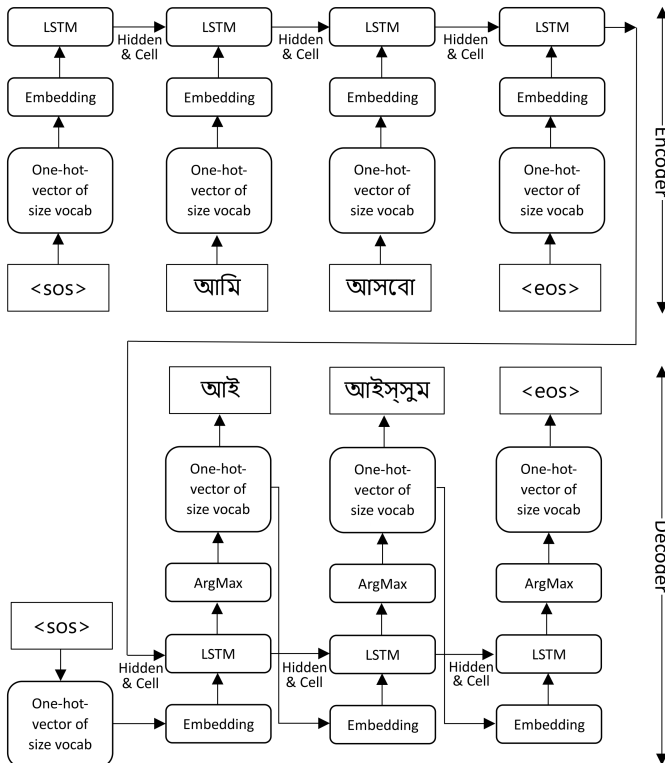 LSTM LSTM LSTM LSTM
Hidden & Cell Hidden & Cell Hidden & Cell
Embedding Embedding Embedding Embedding
One-hot- One-hot- One-hot- One-hot-
vector of vector of vector of vector of
size vocab size vocab size vocab size vocab
<sos> আমি আসবো <eos>
Encoder
আই আইস্‌সুম <eos>
One-hot- One-hot- One-hot-
vector of vector of vector of
size vocab size vocab size vocab
ArgMax ArgMax ArgMax
<sos>
LSTM LSTM LSTM
Hidden & Cell Hidden & Cell Hidden & Cell
One-hot-
vector of
size vocab
Embedding Embedding Embedding
Decoder